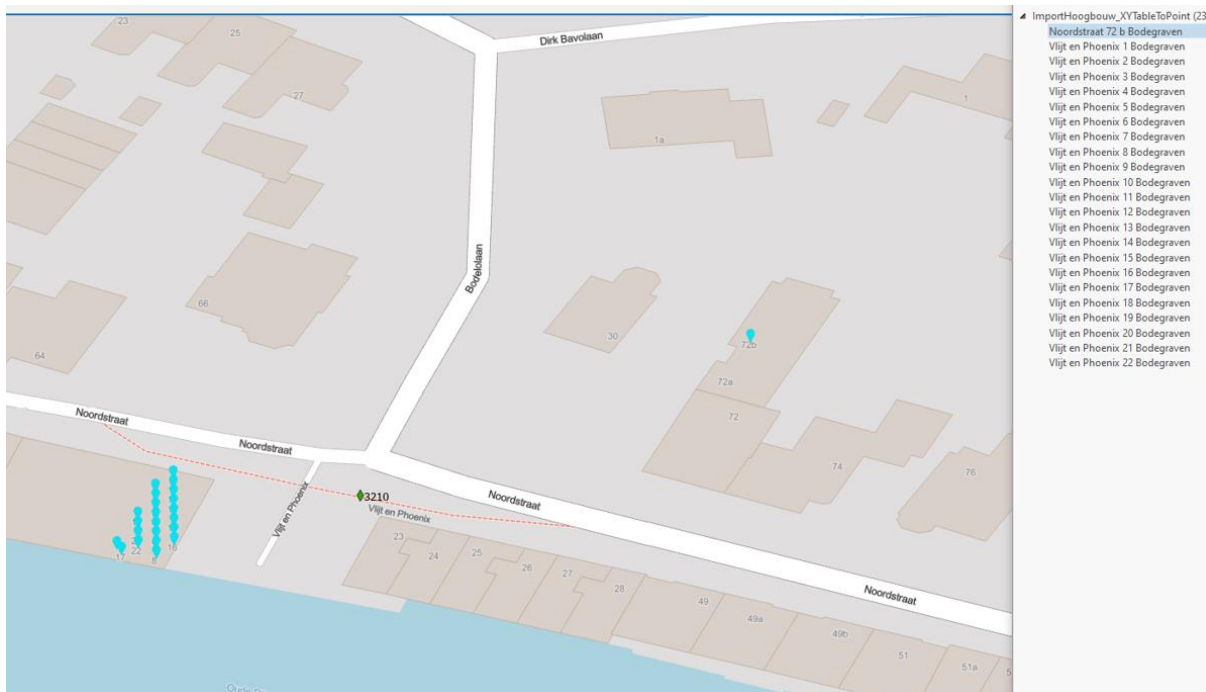 23
25
27
Dirk Bavolaan
1a
1
Bodelolaan
66
64
30
72b
72a
72
74
76
Noordstraat
Noordstraat
Noordstraat
Noordstraat
Vlijt en Phoenix
3210
Vlijt en Phoenix
17
22
8
16
23
24
25
26
27
28
49
49a
49b
51
51a
ImportHoogbouw_XYTableToPoint (23
Noordstraat 72 b Bodegraven
Vlijt en Phoenix 1 Bodegraven
Vlijt en Phoenix 2 Bodegraven
Vlijt en Phoenix 3 Bodegraven
Vlijt en Phoenix 4 Bodegraven
Vlijt en Phoenix 5 Bodegraven
Vlijt en Phoenix 6 Bodegraven
Vlijt en Phoenix 7 Bodegraven
Vlijt en Phoenix 8 Bodegraven
Vlijt en Phoenix 9 Bodegraven
Vlijt en Phoenix 10 Bodegraven
Vlijt en Phoenix 11 Bodegraven
Vlijt en Phoenix 12 Bodegraven
Vlijt en Phoenix 13 Bodegraven
Vlijt en Phoenix 14 Bodegraven
Vlijt en Phoenix 15 Bodegraven
Vlijt en Phoenix 16 Bodegraven
Vlijt en Phoenix 17 Bodegraven
Vlijt en Phoenix 18 Bodegraven
Vlijt en Phoenix 19 Bodegraven
Vlijt en Phoenix 20 Bodegraven
Vlijt en Phoenix 21 Bodegraven
Vlijt en Phoenix 22 Bodegraven